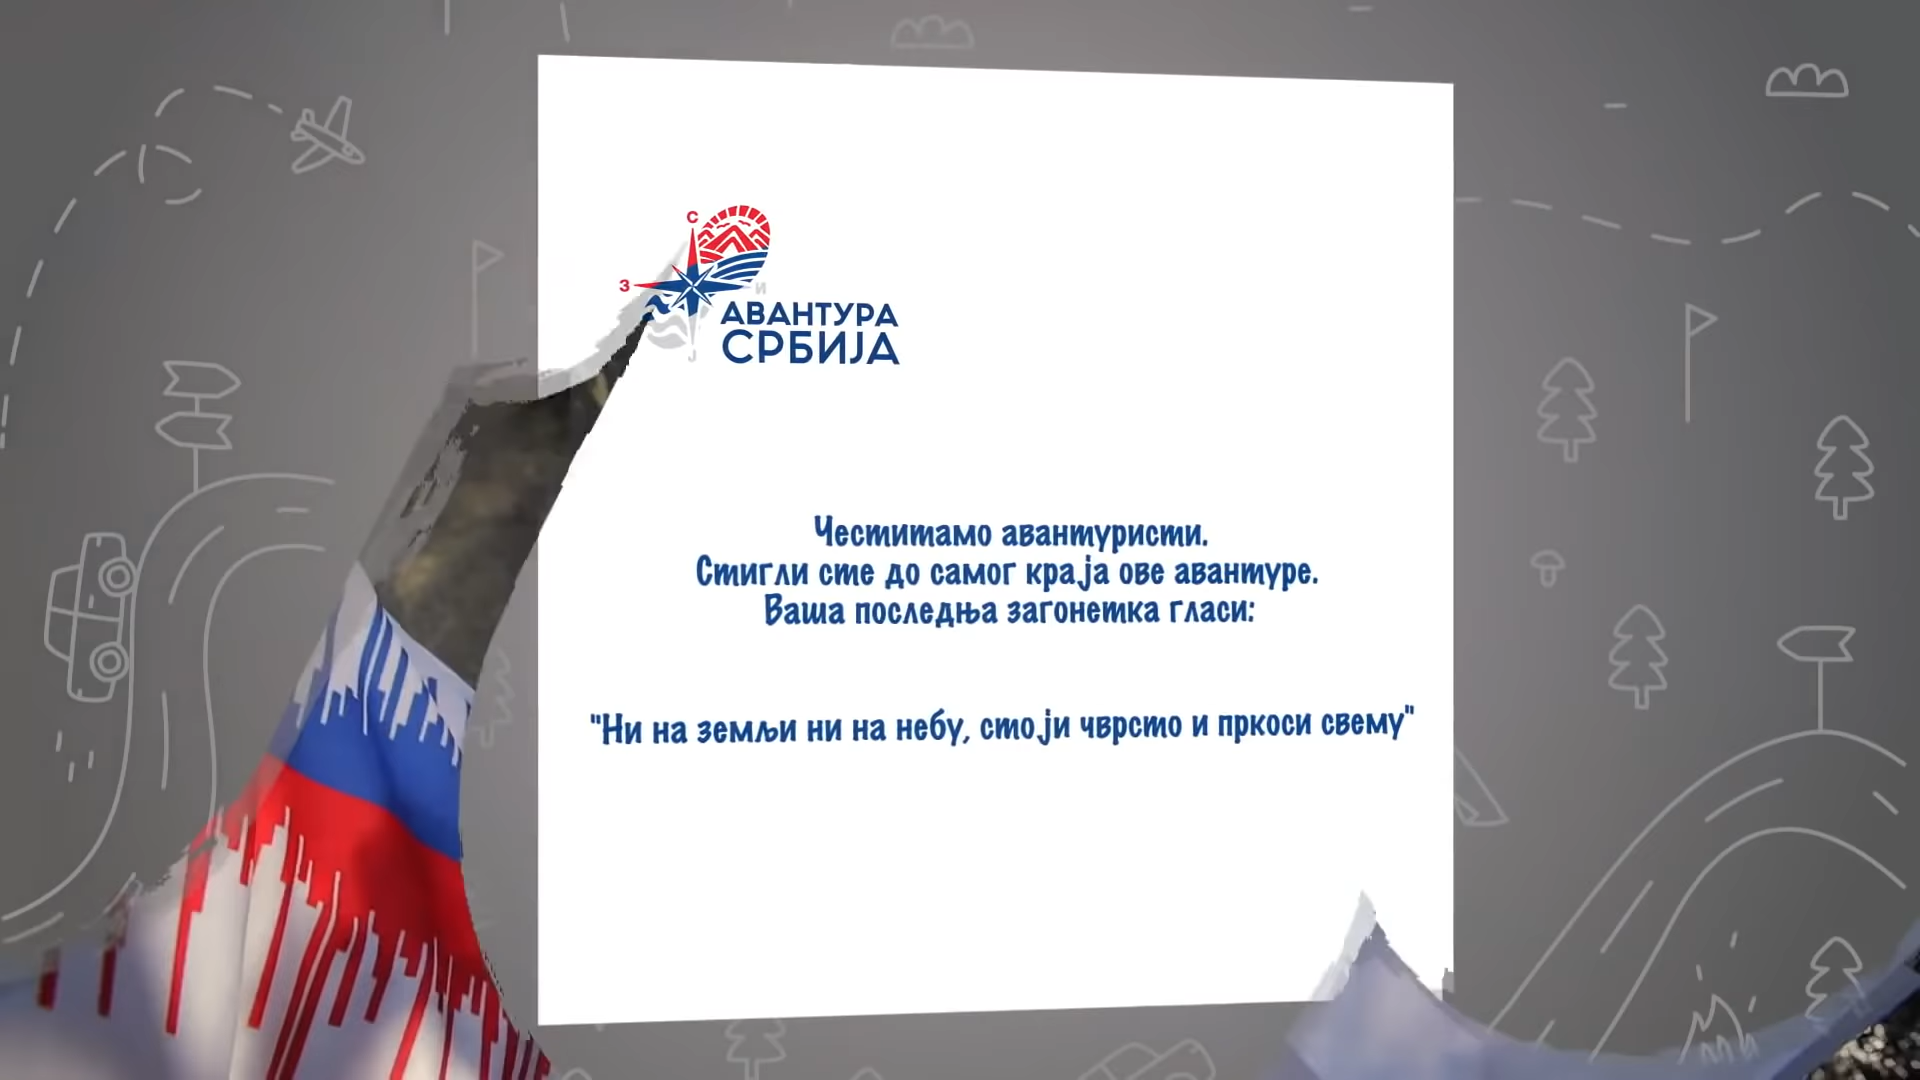 С
З
И
Ј
АВАНТУРА
СРБИЈА
Честитамо авантуристи.
Стигли сте до самог краја ове авантуре.
Ваша последња загонетка гласи:
"Ни на земљи ни на небу, стоји чврсто и пркоси свему"